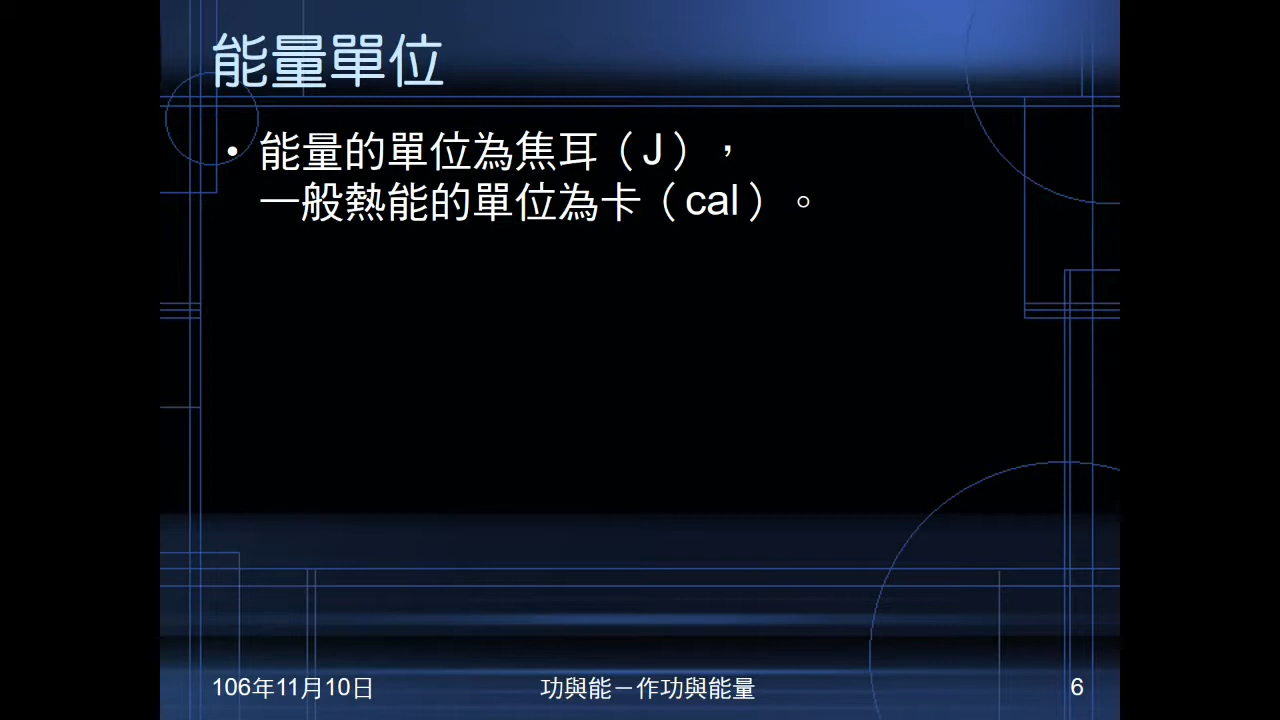 能量單位
• 能量的單位為焦耳（J），
一般熱能的單位為卡（cal）。
106年11月10日
功與能－作功與能量
6